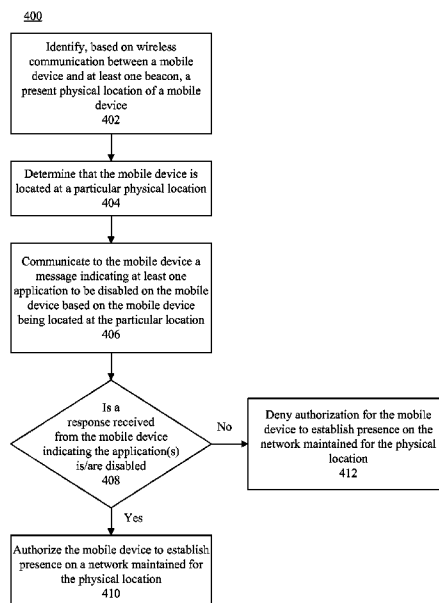 400
Identify, based on wireless
communication between a mobile
device and at least one beacon, a
present physical location of a mobile
device
402
Determine that the mobile device is
located at a particular physical location
404
Communicate to the mobile device a
message indicating at least one
application to be disabled on the mobile
device based on the mobile device
being located at the particular location
406
Is a
response received
from the mobile device
indicating the application(s)
is/are disabled
408
No
Deny authorization for the mobile
device to establish presence on the
network maintained for the physical
location
412
Yes
Authorize the mobile device to establish
presence on a network maintained for
the physical location
410